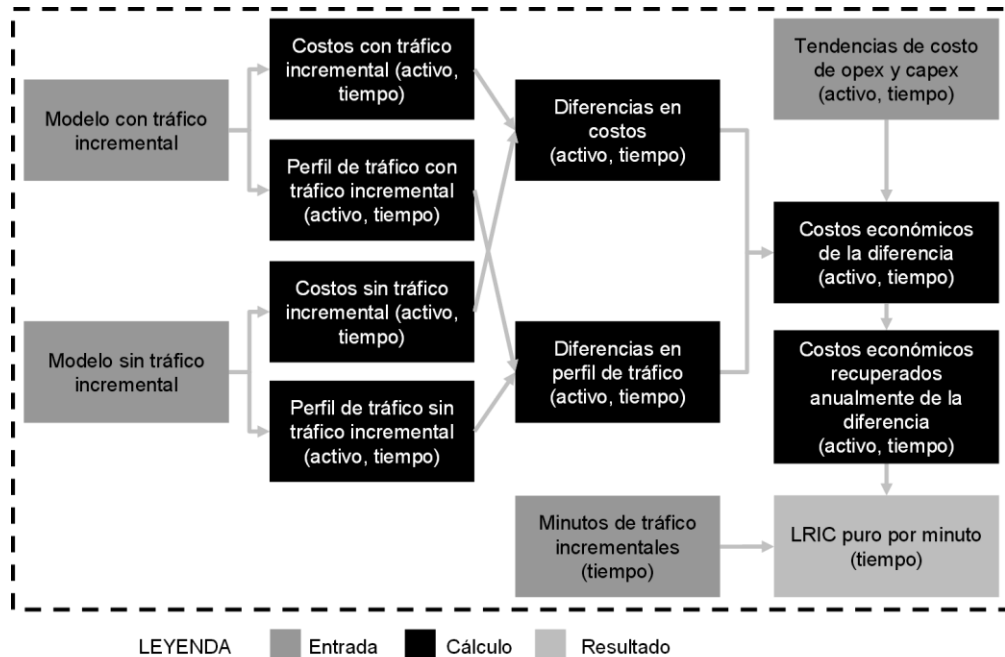 Modelo con tráfico
incremental
Modelo sin tráfico
incremental
Costos con tráfico
incremental (activo,
tiempo)
Perfil de tráfico con
tráfico incremental
(activo, tiempo)
Costos sin tráfico
incremental (activo,
tiempo)
Perfil de tráfico sin
tráfico incremental
(activo, tiempo)
Diferencias en
costos
(activo, tiempo)
Diferencias en
perfil de tráfico
(activo, tiempo)
Minutos de tráfico
incrementales
(tiempo)
Tendencias de costo
de opex y capex
(activo, tiempo)
Costos económicos
de la diferencia
(activo, tiempo)
Costos económicos
recuperados
anualmente de la
diferencia
(activo, tiempo)
LRIC puro por minuto
(tiempo)
LEYENDA
Entrada
Cálculo
Resultado